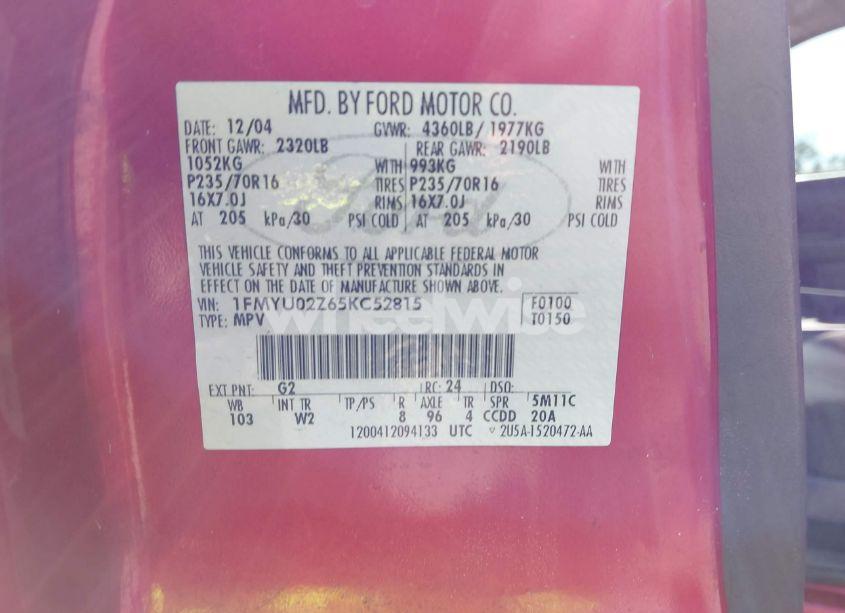 MFD. BY FORD MOTOR CO.
DATE: 12/04 GVWR: 4360LB/ 1977KG
FRONT GAWR: 2320LB REAR GAWR: 2190LB
1052KG WITH 993KG WITH
P235/70R16 TIRES P235/70R16 TIRES
16X7.0J RIMS 16X7.0J RIMS
AT 205 kPa/30 PSI COLD AT 205 kPa/30 PSI COLD
Ford
THIS VEHICLE CONFORMS TO ALL APPLICABLE FEDERAL MOTOR
VEHICLE SAFETY AND THEFT PREVENTION STANDARDS IN
EFFECT ON THE DATE OF MANUFACTURE SHOWN ABOVE.
VIN: 1FMYU02Z65KC52815 F0100
TYPE: MPV T0150
wheelwise
EXT PNT: G2 RC: 24 DSO:
WB INT TR TP/PS R AXLE TR SPR 5M11C
103 W2 8 96 4 CCDD 20A
1200412094133 UTC ▿ 2U5A-1520472-AA